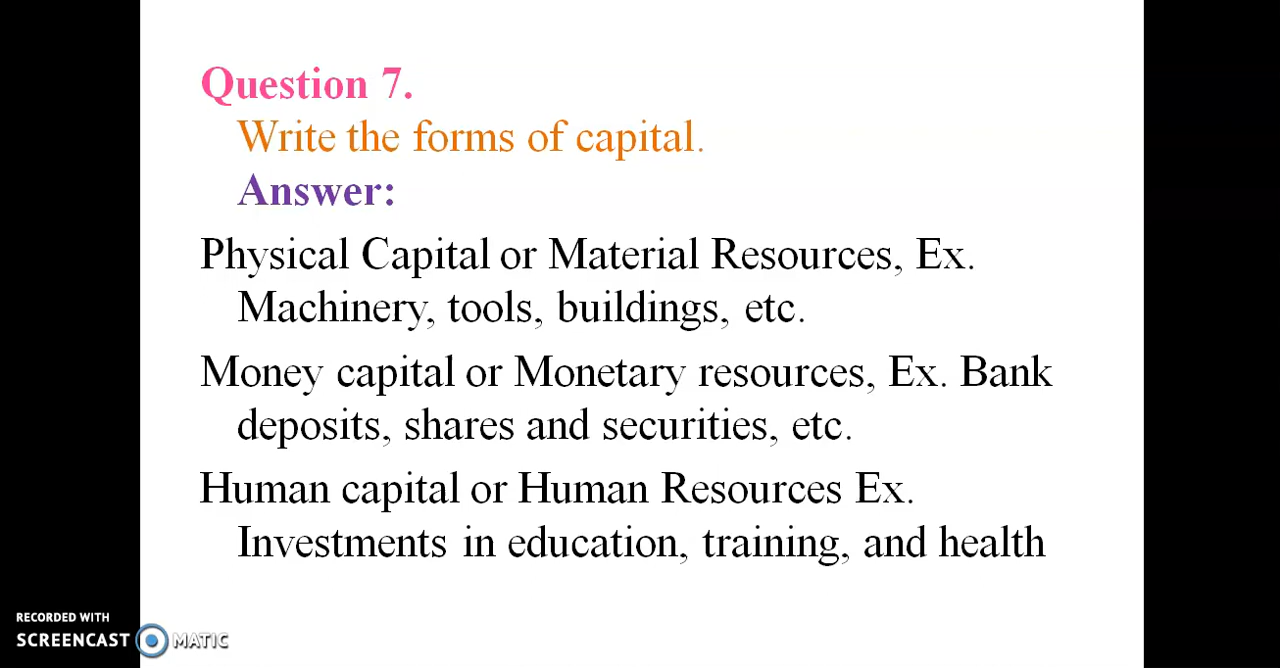 Question 7.
Write the forms of capital.
Answer:
Physical Capital or Material Resources, Ex.
Machinery, tools, buildings, etc.
Money capital or Monetary resources, Ex. Bank
deposits, shares and securities, etc.
Human capital or Human Resources Ex.
Investments in education, training, and health
RECORDED WITH
SCREENCAST MATIC